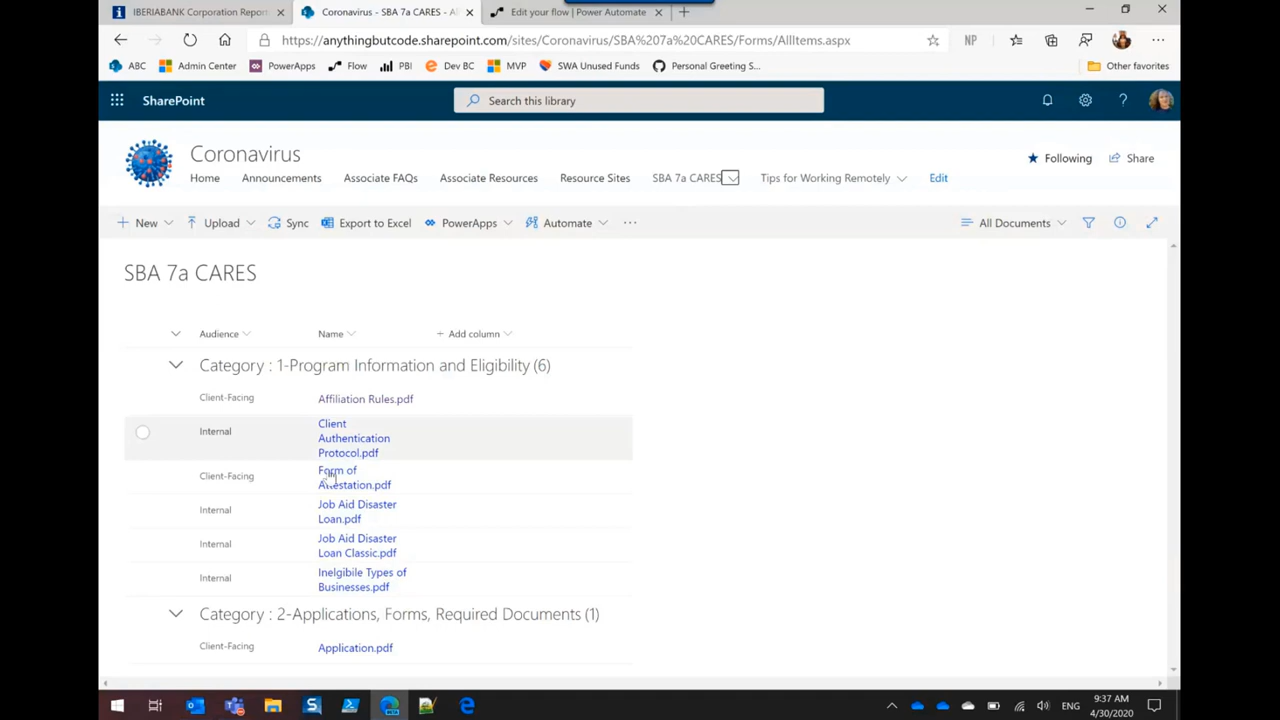 IBERIABANK Corporation Report
Coronavirus - SBA 7a CARES - Al
Edit your flow | Power Automate
https://anythingbutcode.sharepoint.com/sites/Coronavirus/SBA%207a%20CARES/Forms/AllItems.aspx
NP
ABC
Admin Center
PowerApps
Flow
PBI
Dev BC
MVP
SWA Unused Funds
Personal Greeting S...
Other favorites
SharePoint
Search this library
Coronavirus
Following
Share
Home
Announcements
Associate FAQs
Associate Resources
Resource Sites
SBA 7a CARES
Tips for Working Remotely
Edit
New
Upload
Sync
Export to Excel
PowerApps
Automate
All Documents
SBA 7a CARES
Audience
Name
+ Add column
Category : 1-Program Information and Eligibility (6)
Client-Facing
Affiliation Rules.pdf
Internal
Client
Authentication
Protocol.pdf
Client-Facing
Form of
Attestation.pdf
Internal
Job Aid Disaster
Loan.pdf
Internal
Job Aid Disaster
Loan Classic.pdf
Internal
Inelgibile Types of
Businesses.pdf
Category : 2-Applications, Forms, Required Documents (1)
Client-Facing
Application.pdf
ENG
9:37 AM
4/30/2020